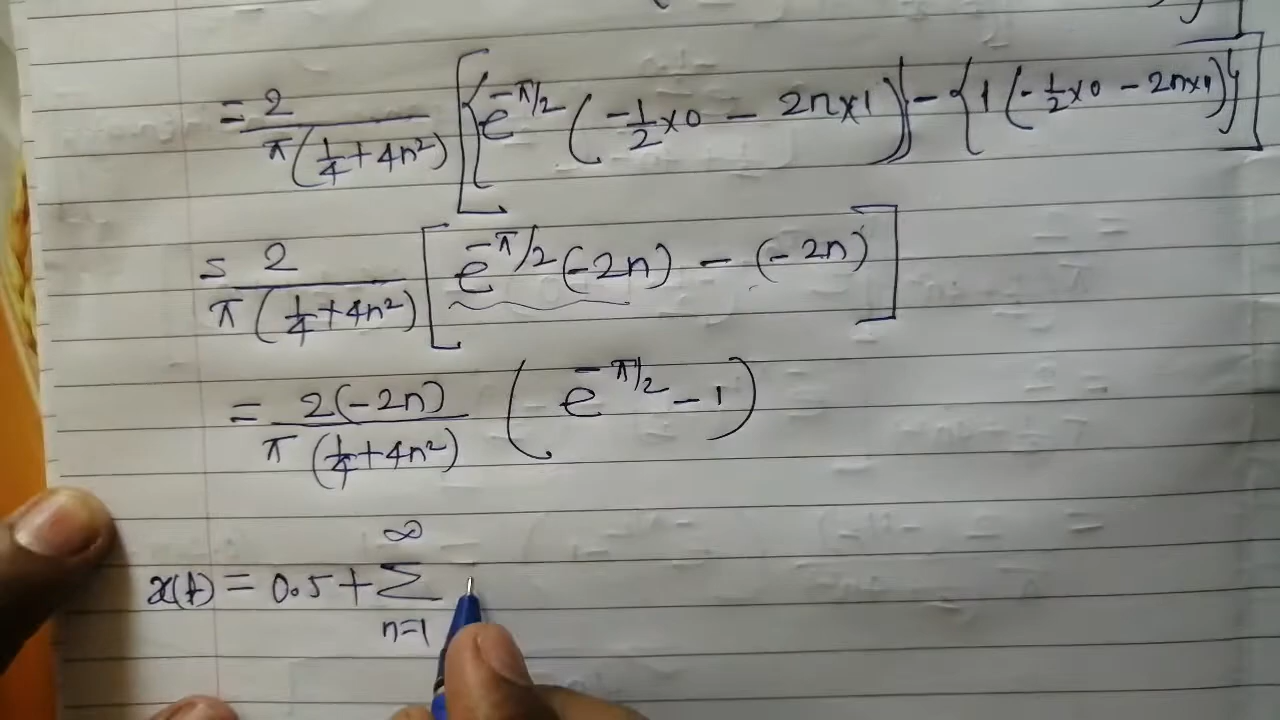 = 2/π(1/4+4n²) [{e^(-π/2) (-1/2×0 - 2n×1)} - {1(-1/2×0 - 2n×1)}]
= 2/π(1/4+4n²) [e^(-π/2)(-2n) - (-2n)]
= 2(-2n)/π(1/4+4n²) (e^(-π/2) - 1)
x(t) = 0.5 + ∞ Σ n=1